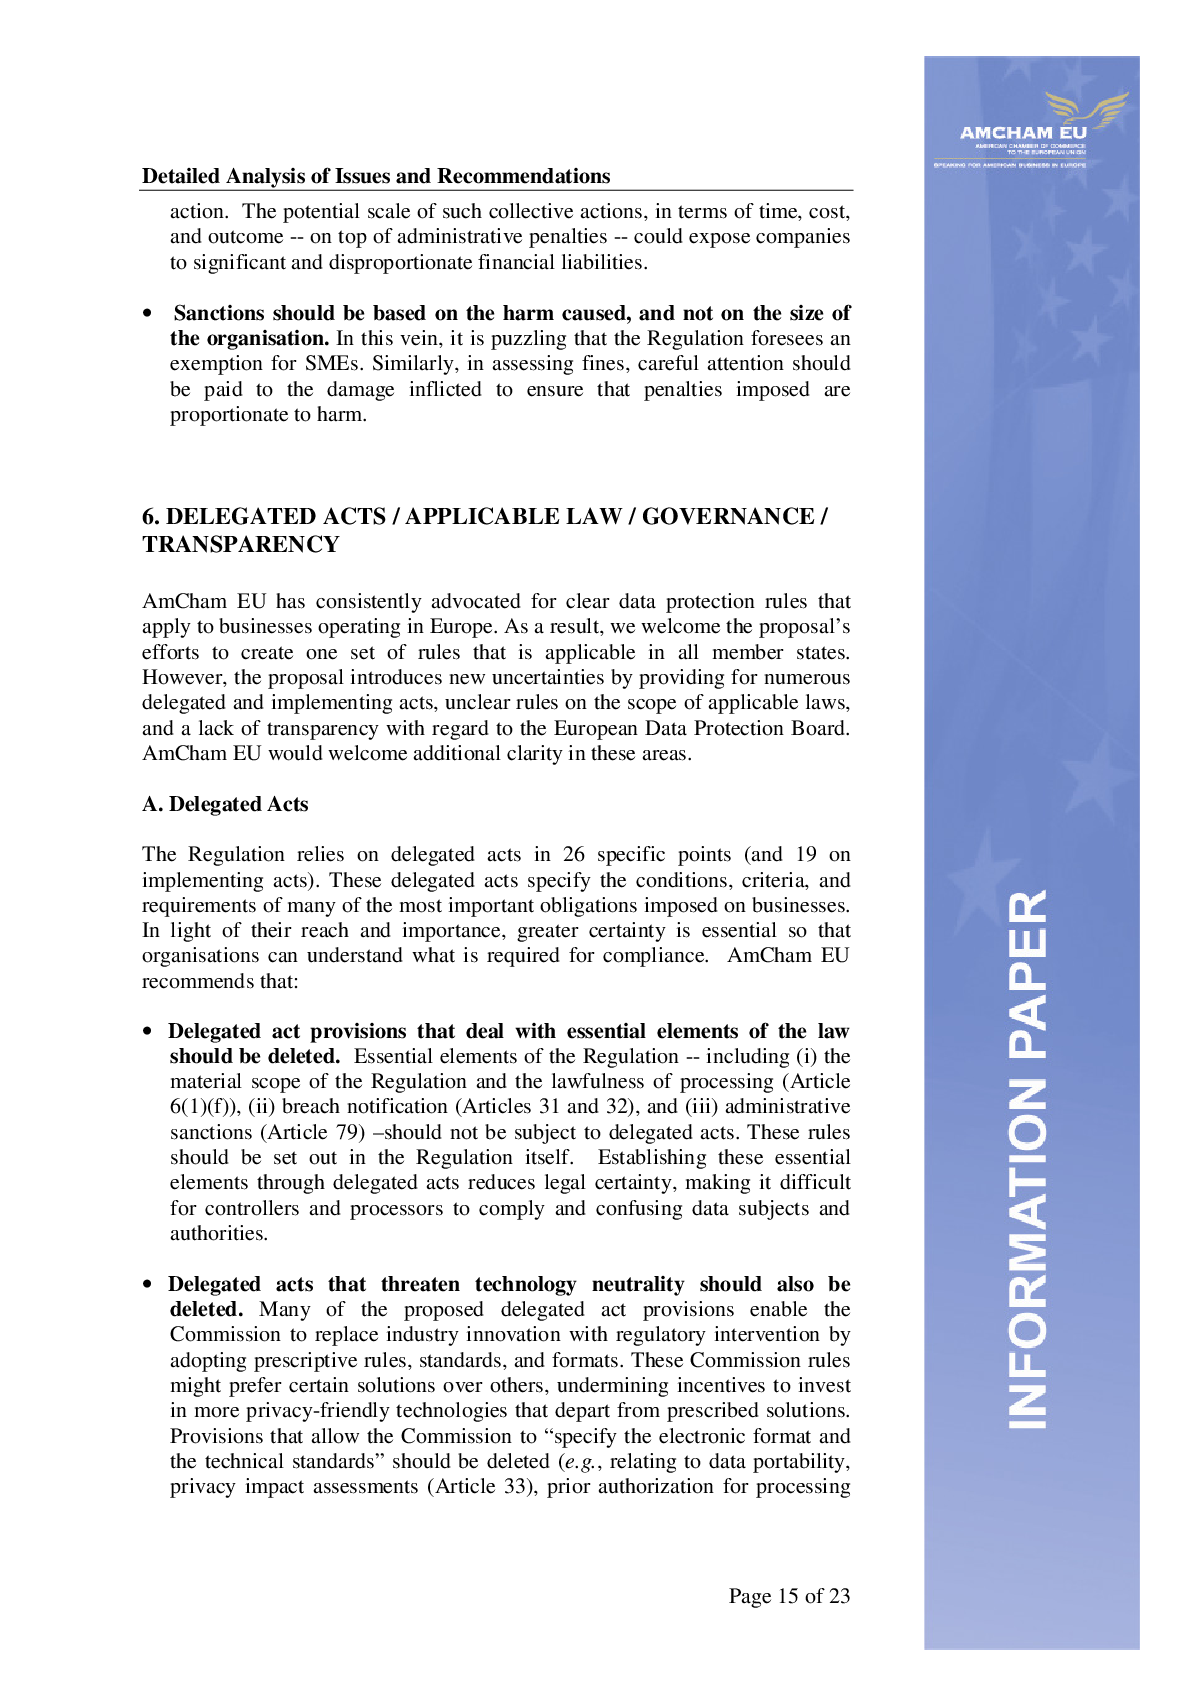 AMCHAM EU
AMERICAN CHAMBER OF COMMERCE
TO THE EUROPEAN UNION
SPEAKING FOR AMERICAN BUSINESS IN EUROPE
Detailed Analysis of Issues and Recommendations
action.  The potential scale of such collective actions, in terms of time, cost,
and outcome -- on top of administrative penalties -- could expose companies
to significant and disproportionate financial liabilities.
• Sanctions should be based on the harm caused, and not on the size of
the organisation. In this vein, it is puzzling that the Regulation foresees an
exemption for SMEs. Similarly, in assessing fines, careful attention should
be paid to the damage inflicted to ensure that penalties imposed are
proportionate to harm.
6. DELEGATED ACTS / APPLICABLE LAW / GOVERNANCE /
TRANSPARENCY
AmCham EU has consistently advocated for clear data protection rules that
apply to businesses operating in Europe. As a result, we welcome the proposal’s
efforts to create one set of rules that is applicable in all member states.
However, the proposal introduces new uncertainties by providing for numerous
delegated and implementing acts, unclear rules on the scope of applicable laws,
and a lack of transparency with regard to the European Data Protection Board.
AmCham EU would welcome additional clarity in these areas.
A. Delegated Acts
The Regulation relies on delegated acts in 26 specific points (and 19 on
implementing acts). These delegated acts specify the conditions, criteria, and
requirements of many of the most important obligations imposed on businesses.
In light of their reach and importance, greater certainty is essential so that
organisations can understand what is required for compliance.  AmCham EU
recommends that:
• Delegated act provisions that deal with essential elements of the law
should be deleted.  Essential elements of the Regulation -- including (i) the
material scope of the Regulation and the lawfulness of processing (Article
6(1)(f)), (ii) breach notification (Articles 31 and 32), and (iii) administrative
sanctions (Article 79) –should not be subject to delegated acts. These rules
should be set out in the Regulation itself.  Establishing these essential
elements through delegated acts reduces legal certainty, making it difficult
for controllers and processors to comply and confusing data subjects and
authorities.
• Delegated acts that threaten technology neutrality should also be
deleted. Many of the proposed delegated act provisions enable the
Commission to replace industry innovation with regulatory intervention by
adopting prescriptive rules, standards, and formats. These Commission rules
might prefer certain solutions over others, undermining incentives to invest
in more privacy-friendly technologies that depart from prescribed solutions.
Provisions that allow the Commission to “specify the electronic format and
the technical standards” should be deleted (e.g., relating to data portability,
privacy impact assessments (Article 33), prior authorization for processing
INFORMATION PAPER
Page 15 of 23